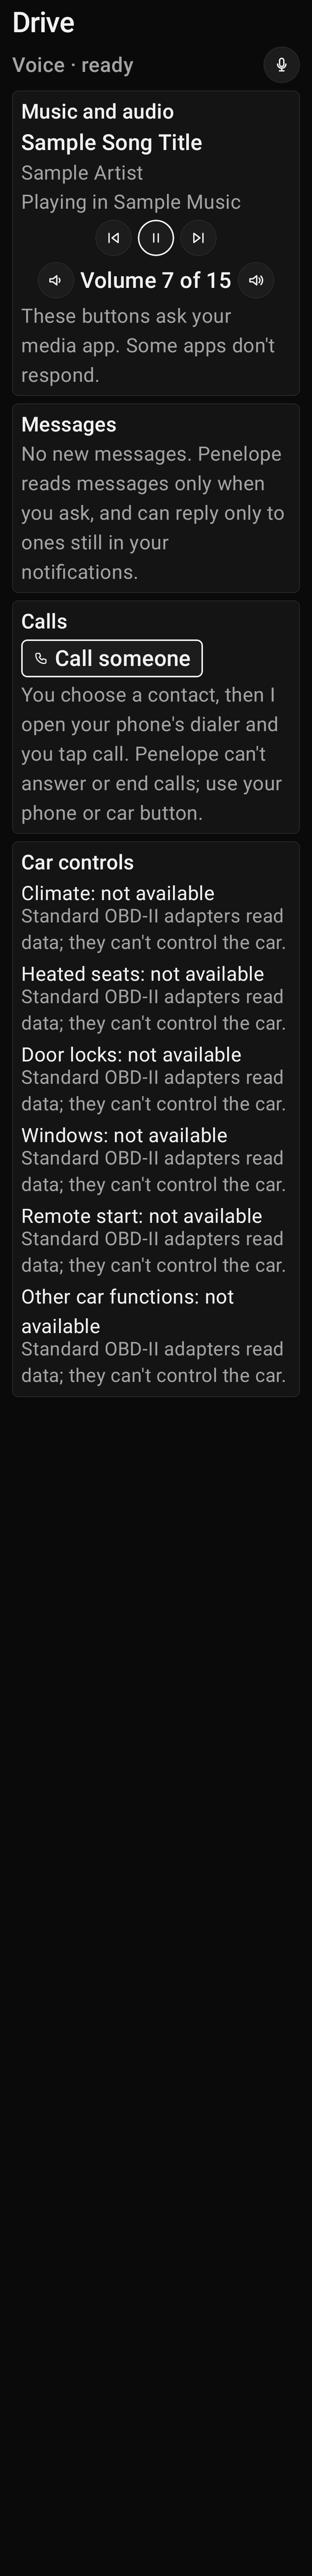 Drive
Voice · ready
Music and audio
Sample Song Title
Sample Artist
Playing in Sample Music
Volume 7 of 15
These buttons ask your
media app. Some apps don't
respond.
Messages
No new messages. Penelope
reads messages only when
you ask, and can reply only to
ones still in your
notifications.
Calls
Call someone
You choose a contact, then I
open your phone's dialer and
you tap call. Penelope can't
answer or end calls; use your
phone or car button.
Car controls
Climate: not available
Standard OBD-II adapters read
data; they can't control the car.
Heated seats: not available
Standard OBD-II adapters read
data; they can't control the car.
Door locks: not available
Standard OBD-II adapters read
data; they can't control the car.
Windows: not available
Standard OBD-II adapters read
data; they can't control the car.
Remote start: not available
Standard OBD-II adapters read
data; they can't control the car.
Other car functions: not
available
Standard OBD-II adapters read
data; they can't control the car.